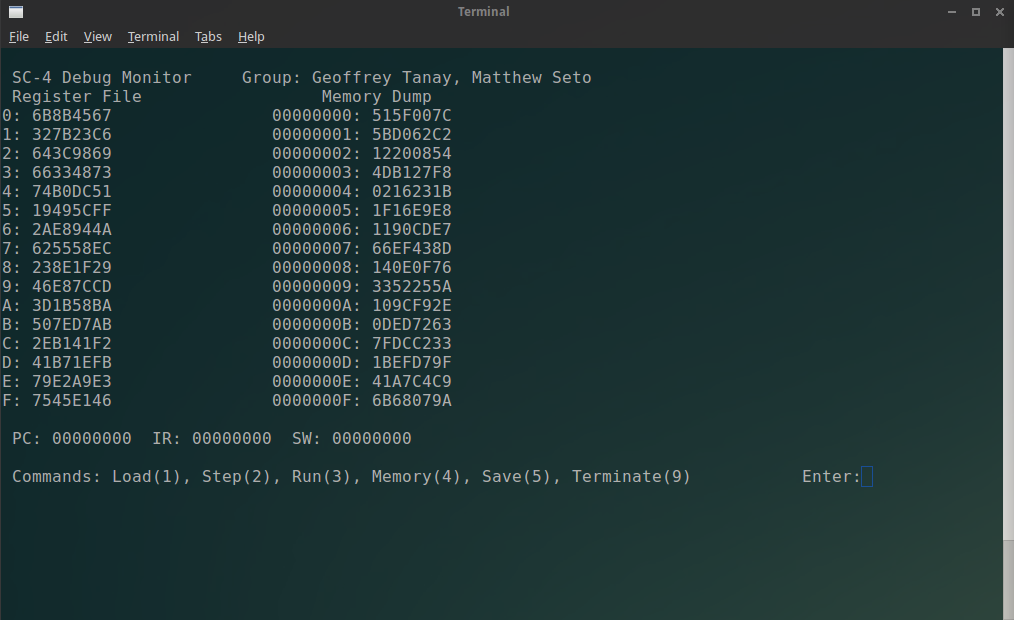 Terminal
File Edit View Terminal Tabs Help
SC-4 Debug Monitor     Group: Geoffrey Tanay, Matthew Seto
Register File                  Memory Dump
0: 6B8B4567                00000000: 515F007C
1: 327B23C6                00000001: 5BD062C2
2: 643C9869                00000002: 12200854
3: 66334873                00000003: 4DB127F8
4: 74B0DC51                00000004: 0216231B
5: 19495CFF                00000005: 1F16E9E8
6: 2AE8944A                00000006: 1190CDE7
7: 625558EC                00000007: 66EF438D
8: 238E1F29                00000008: 140E0F76
9: 46E87CCD                00000009: 3352255A
A: 3D1B58BA                0000000A: 109CF92E
B: 507ED7AB                0000000B: 0DED7263
C: 2EB141F2                0000000C: 7FDCC233
D: 41B71EFB                0000000D: 1BEFD79F
E: 79E2A9E3                0000000E: 41A7C4C9
F: 7545E146                0000000F: 6B68079A
PC: 00000000  IR: 00000000  SW: 00000000
Commands: Load(1), Step(2), Run(3), Memory(4), Save(5), Terminate(9)           Enter: